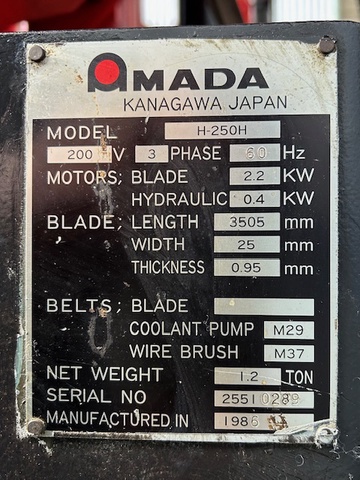 AMADA
KANAGAWA JAPAN
MODEL H-250H
200 V 3 PHASE 60 Hz
MOTORS; BLADE 2.2 KW
HYDRAULIC 0.4 KW
BLADE; LENGTH 3505 mm
WIDTH 25 mm
THICKNESS 0.95 mm
BELTS; BLADE
COOLANT PUMP M29
WIRE BRUSH M37
NET WEIGHT 1.2 TON
SERIAL NO 25510289
MANUFACTURED IN 1986